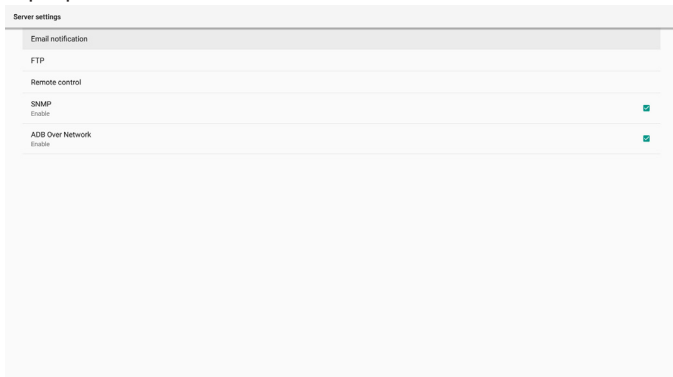 Server settings
Email notification
FTP
Remote control
SNMP
Enable
ADB Over Network
Enable